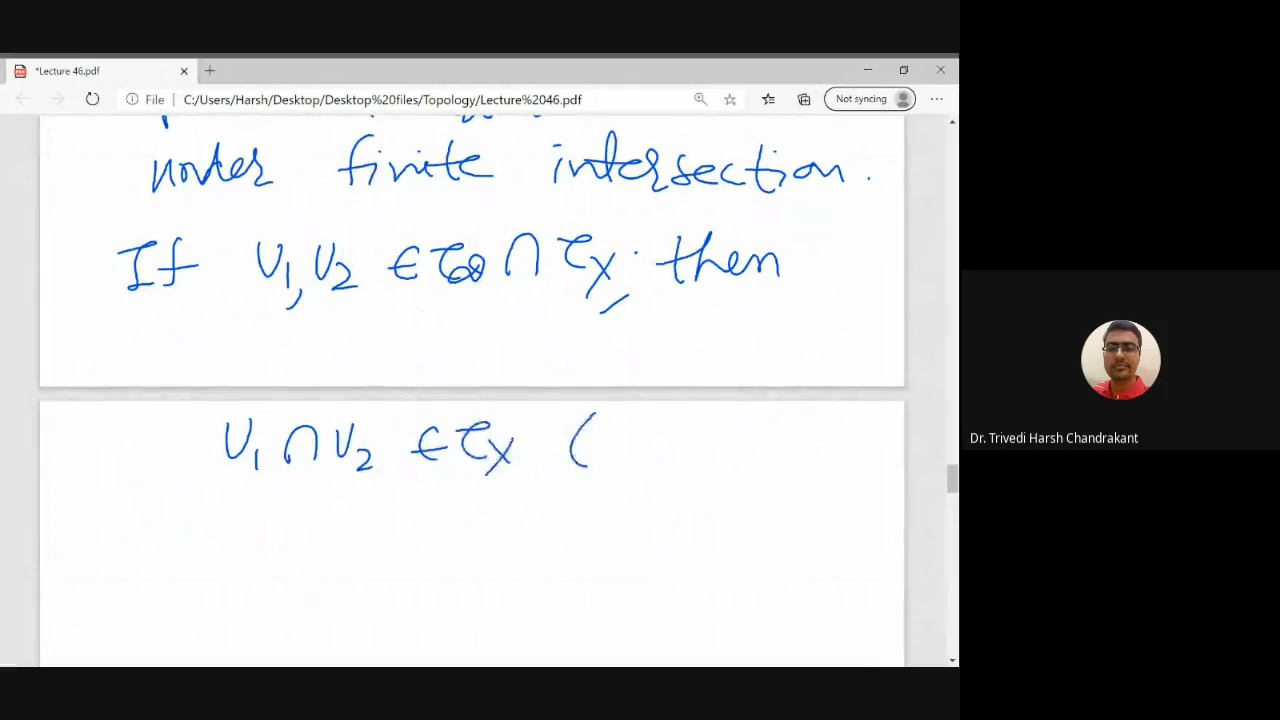 *Lecture 46.pdf
File | C:/Users/Harsh/Desktop/Desktop%20files/Topology/Lecture%2046.pdf
Not syncing
under finite intersection.
If U₁, U₂ ∈ τ∞ ∩ τₓ, then
U₁ ∩ U₂ ∈ τₓ (
Dr. Trivedi Harsh Chandrakant